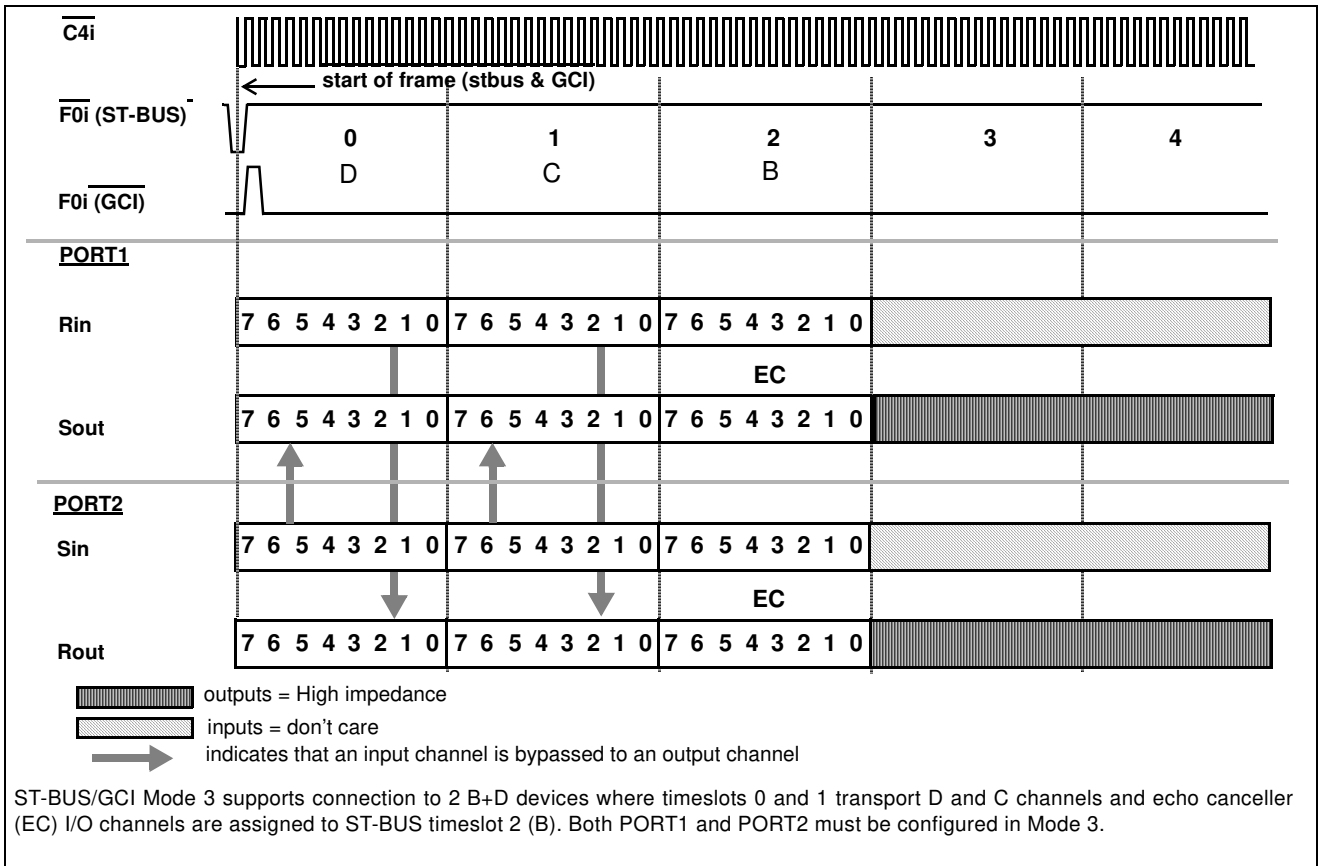 C4i
start of frame (stbus & GCI)
F0i (ST-BUS)
0 1 2 3 4
D C B
F0i (GCI)
PORT1
Rin 7 6 5 4 3 2 1 0 7 6 5 4 3 2 1 0 7 6 5 4 3 2 1 0
EC
Sout 7 6 5 4 3 2 1 0 7 6 5 4 3 2 1 0 7 6 5 4 3 2 1 0
PORT2
Sin 7 6 5 4 3 2 1 0 7 6 5 4 3 2 1 0 7 6 5 4 3 2 1 0
EC
Rout 7 6 5 4 3 2 1 0 7 6 5 4 3 2 1 0 7 6 5 4 3 2 1 0
outputs = High impedance
inputs = don't care
indicates that an input channel is bypassed to an output channel
ST-BUS/GCI Mode 3 supports connection to 2 B+D devices where timeslots 0 and 1 transport D and C channels and echo canceller
(EC) I/O channels are assigned to ST-BUS timeslot 2 (B). Both PORT1 and PORT2 must be configured in Mode 3.